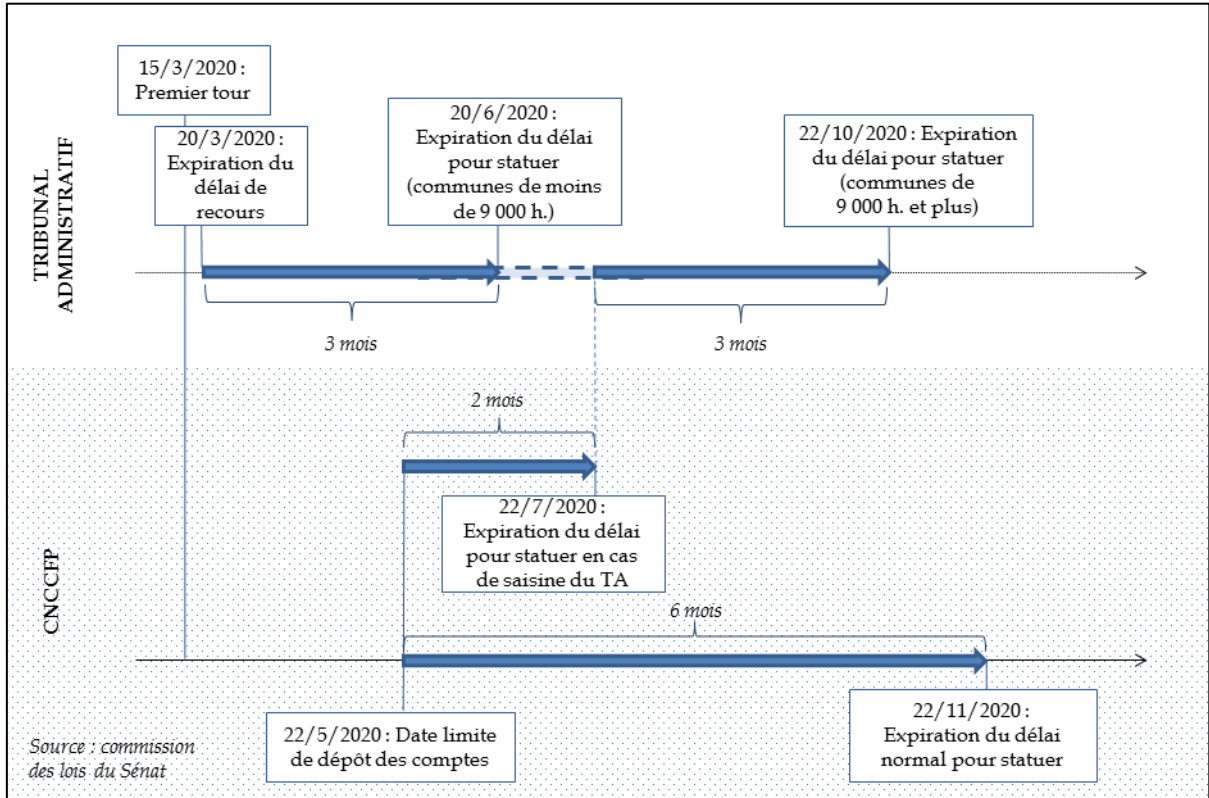 15/3/2020 :
Premier tour
20/3/2020 :
Expiration du
délai de
recours
20/6/2020 :
Expiration du délai
pour statuer
(communes de moins
de 9 000 h.)
22/10/2020 : Expiration
du délai pour statuer
(communes de
9 000 h. et plus)
TRIBUNAL
ADMINISTRATIF
3 mois
3 mois
2 mois
22/7/2020 :
Expiration du délai
pour statuer en cas
de saisine du TA
CNCCFP
6 mois
22/5/2020 : Date limite
de dépôt des comptes
22/11/2020 :
Expiration du délai
normal pour statuer
Source : commission
des lois du Sénat